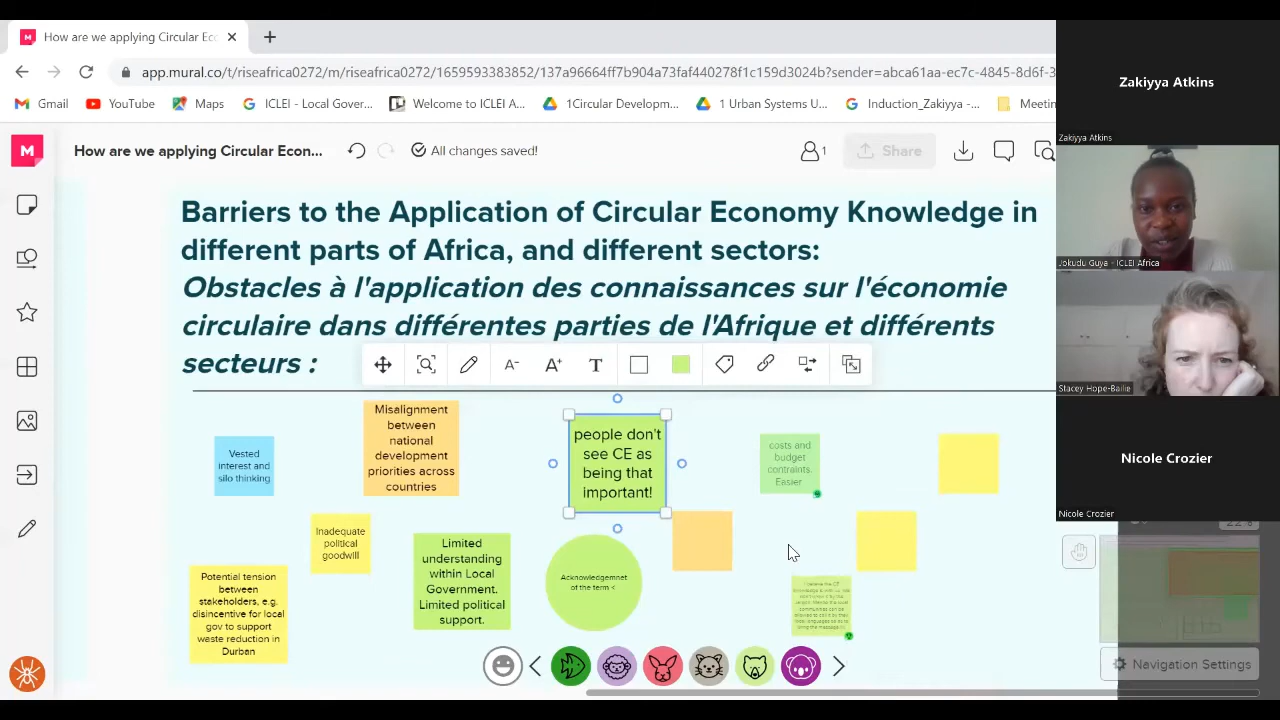 How are we applying Circular Ec
app.mural.co/t/riseafrica0272/m/riseafrica0272/1659593383852/137a96664ff7b904a73faf440278f1c159d3024b?sender=abca61aa-ec7c-4845-8d6f-3
Gmail
YouTube
Maps
ICLEI - Local Gover...
Welcome to ICLEI A...
1Circular Developm...
1 Urban Systems U...
Induction_Zakiyya -...
Meetin
M
How are we applying Circular Econ...
All changes saved!
1
Share
Barriers to the Application of Circular Economy Knowledge in
different parts of Africa, and different sectors:
Obstacles à l'application des connaissances sur l'économie
circulaire dans différentes parties de l'Afrique et différents
secteurs :
A-
A+
T
Vested
interest and
silo thinking
Misalignment
between
national
development
priorities across
countries
people don't
see CE as
being that
important!
costs and
budget
contraints.
Easier
Inadequate
political
goodwill
Potential tension
between
stakeholders, e.g.
disincentive for local
gov to support
waste reduction in
Durban
Limited
understanding
within Local
Government.
Limited political
support.
Acknowledgemnet
of the term <
22%
Navigation Settings
Zakiyya Atkins
Zakiyya Atkins
Jokudu Guya - ICLEI Africa
Stacey Hope-Bailie
Nicole Crozier
Nicole Crozier